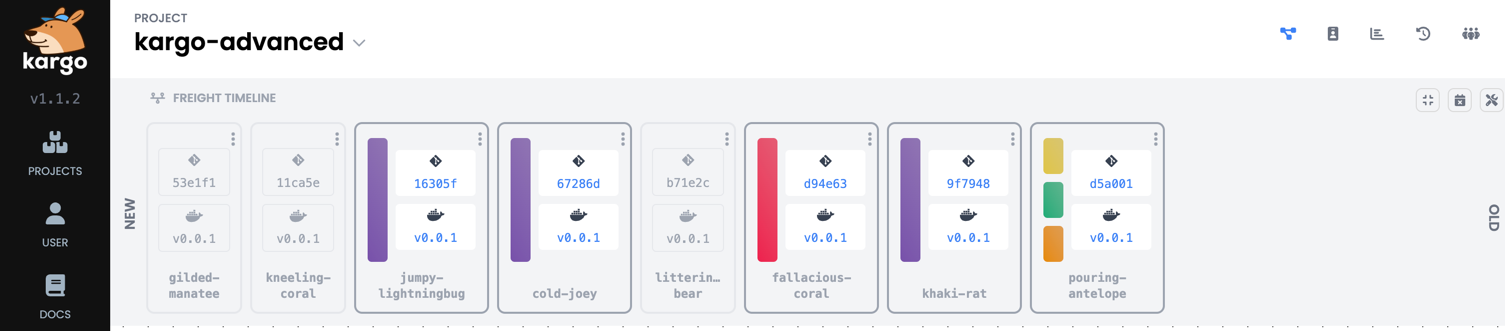 kargo
v1.1.2
PROJECTS
USER
DOCS
PROJECT
kargo-advanced
FREIGHT TIMELINE
NEW
53e1f1
v0.0.1
gilded-
manatee
11ca5e
v0.0.1
kneeling-
coral
16305f
v0.0.1
jumpy-
lightningbug
67286d
v0.0.1
cold-joey
b71e2c
v0.0.1
litterin…
bear
d94e63
v0.0.1
fallacious-
coral
9f7948
v0.0.1
khaki-rat
d5a001
v0.0.1
pouring-
antelope
OLD